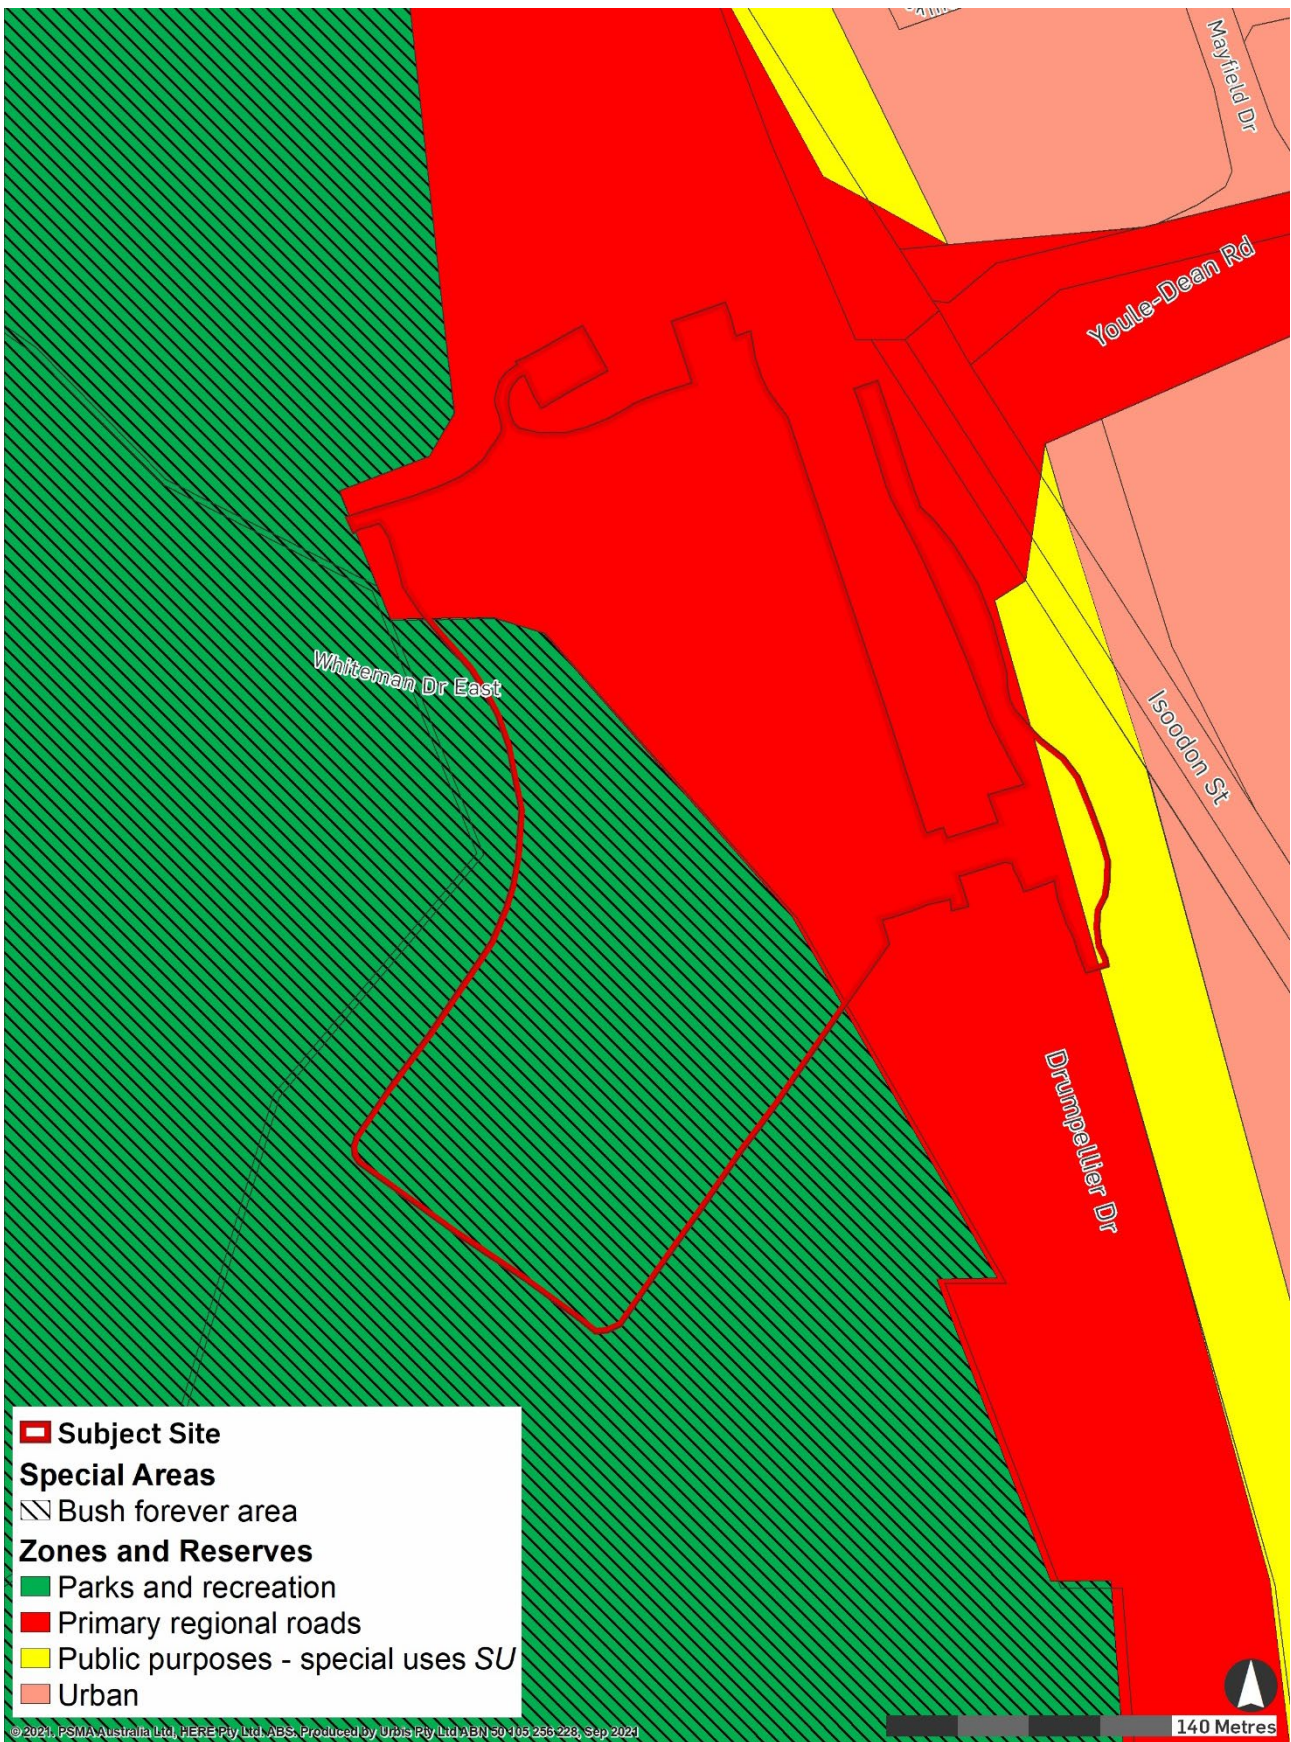 Mayfield Dr
Youle-Dean Rd
Whiteman Dr East
Isoodon St
Drumpellier Dr
Subject Site
Special Areas
Bush forever area
Zones and Reserves
Parks and recreation
Primary regional roads
Public purposes - special uses SU
Urban
140 Metres
© 2021. PSMA Australia Ltd, HERE Pty Ltd. ABS. Produced by Urbis Pty Ltd ABN 50 105 256 228, Sep 2021